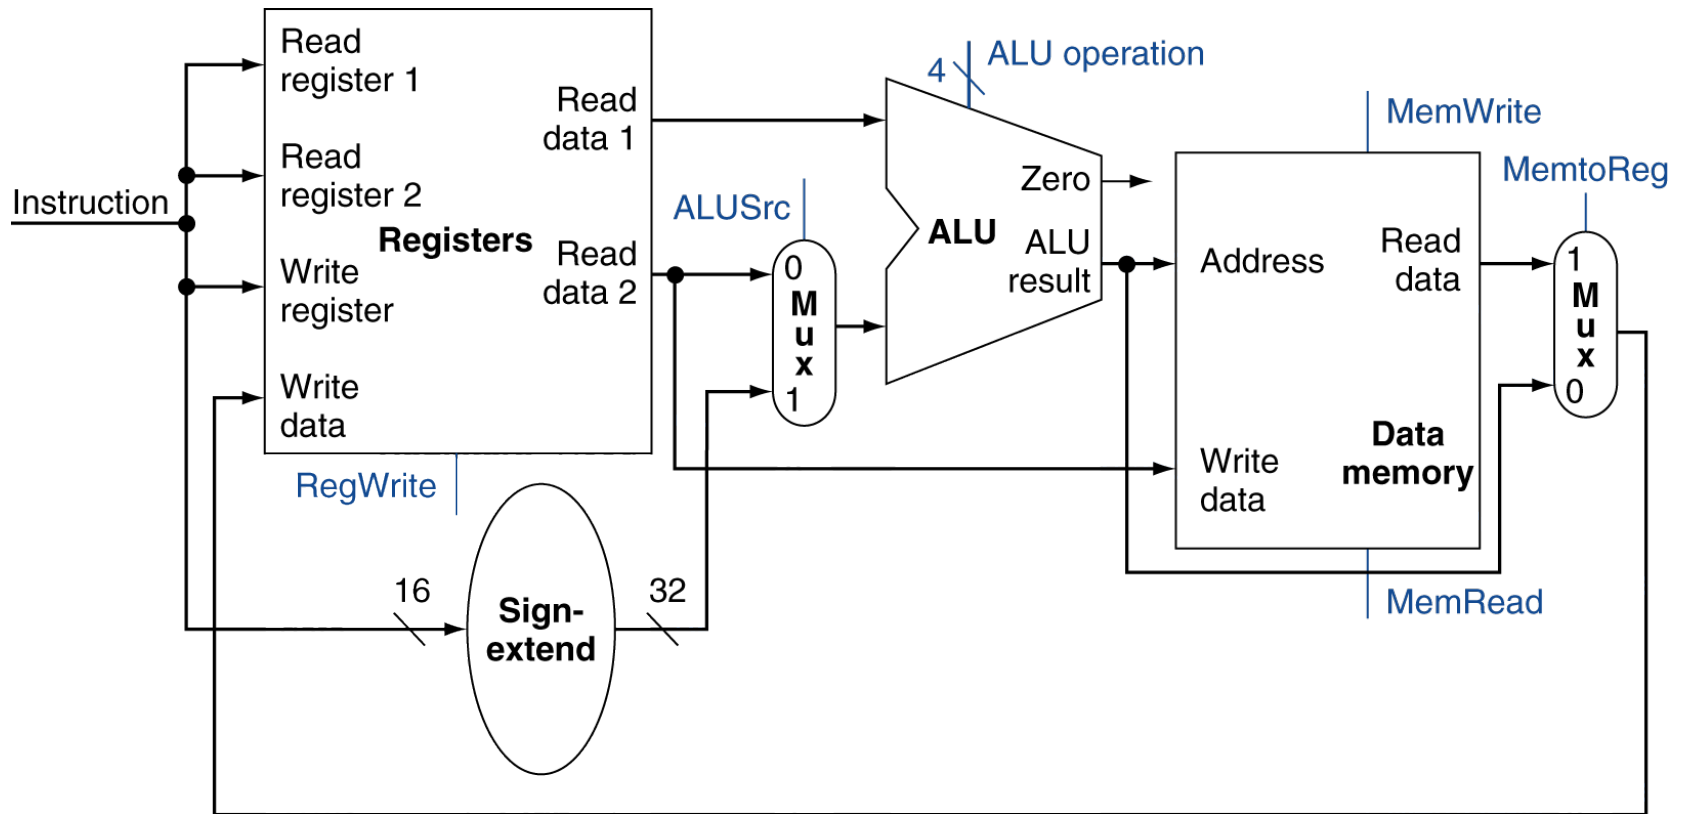 Read
register 1
Read
register 2
Write
register
Write
data
Registers
Read
data 1
Read
data 2
Instruction
RegWrite
16
Sign-
extend
32
ALUSrc
0
M
u
x
1
4
ALU operation
Zero
ALU
ALU
result
MemWrite
Address
Read
data
Write
data
Data
memory
MemRead
MemtoReg
1
M
u
x
0